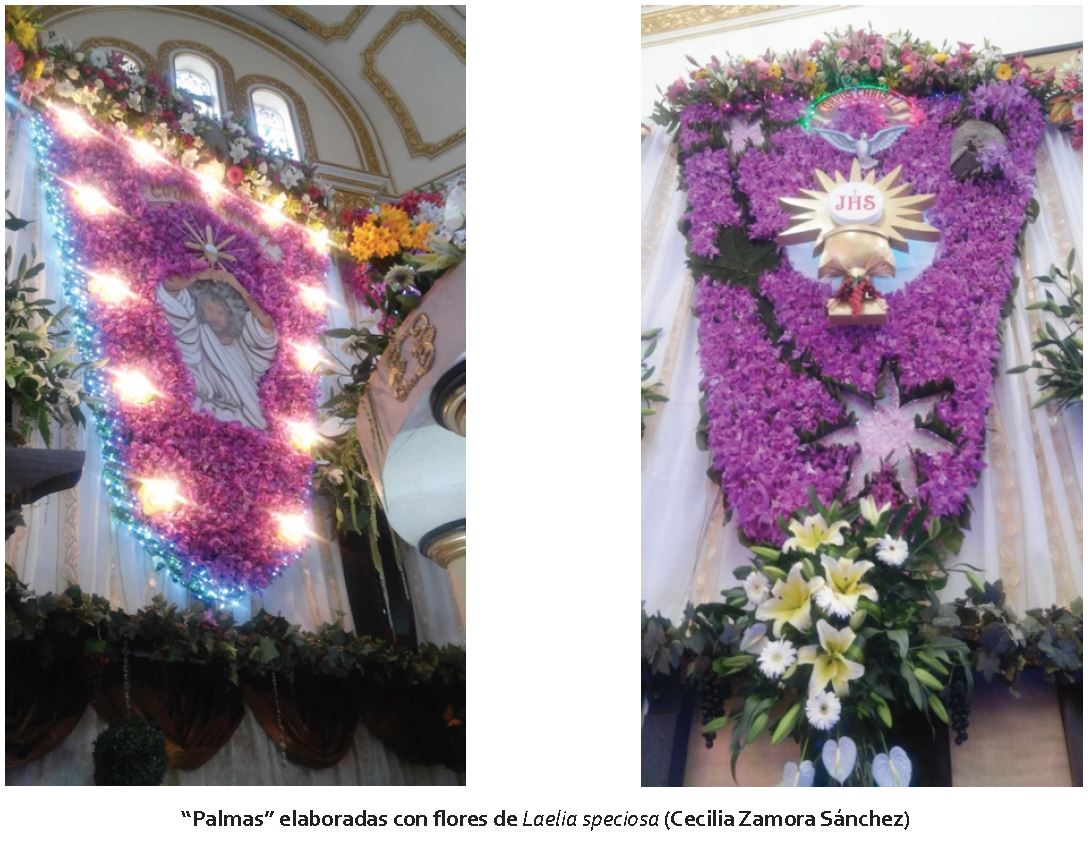 JHS
“Palmas” elaboradas con flores de Laelia speciosa (Cecilia Zamora Sánchez)